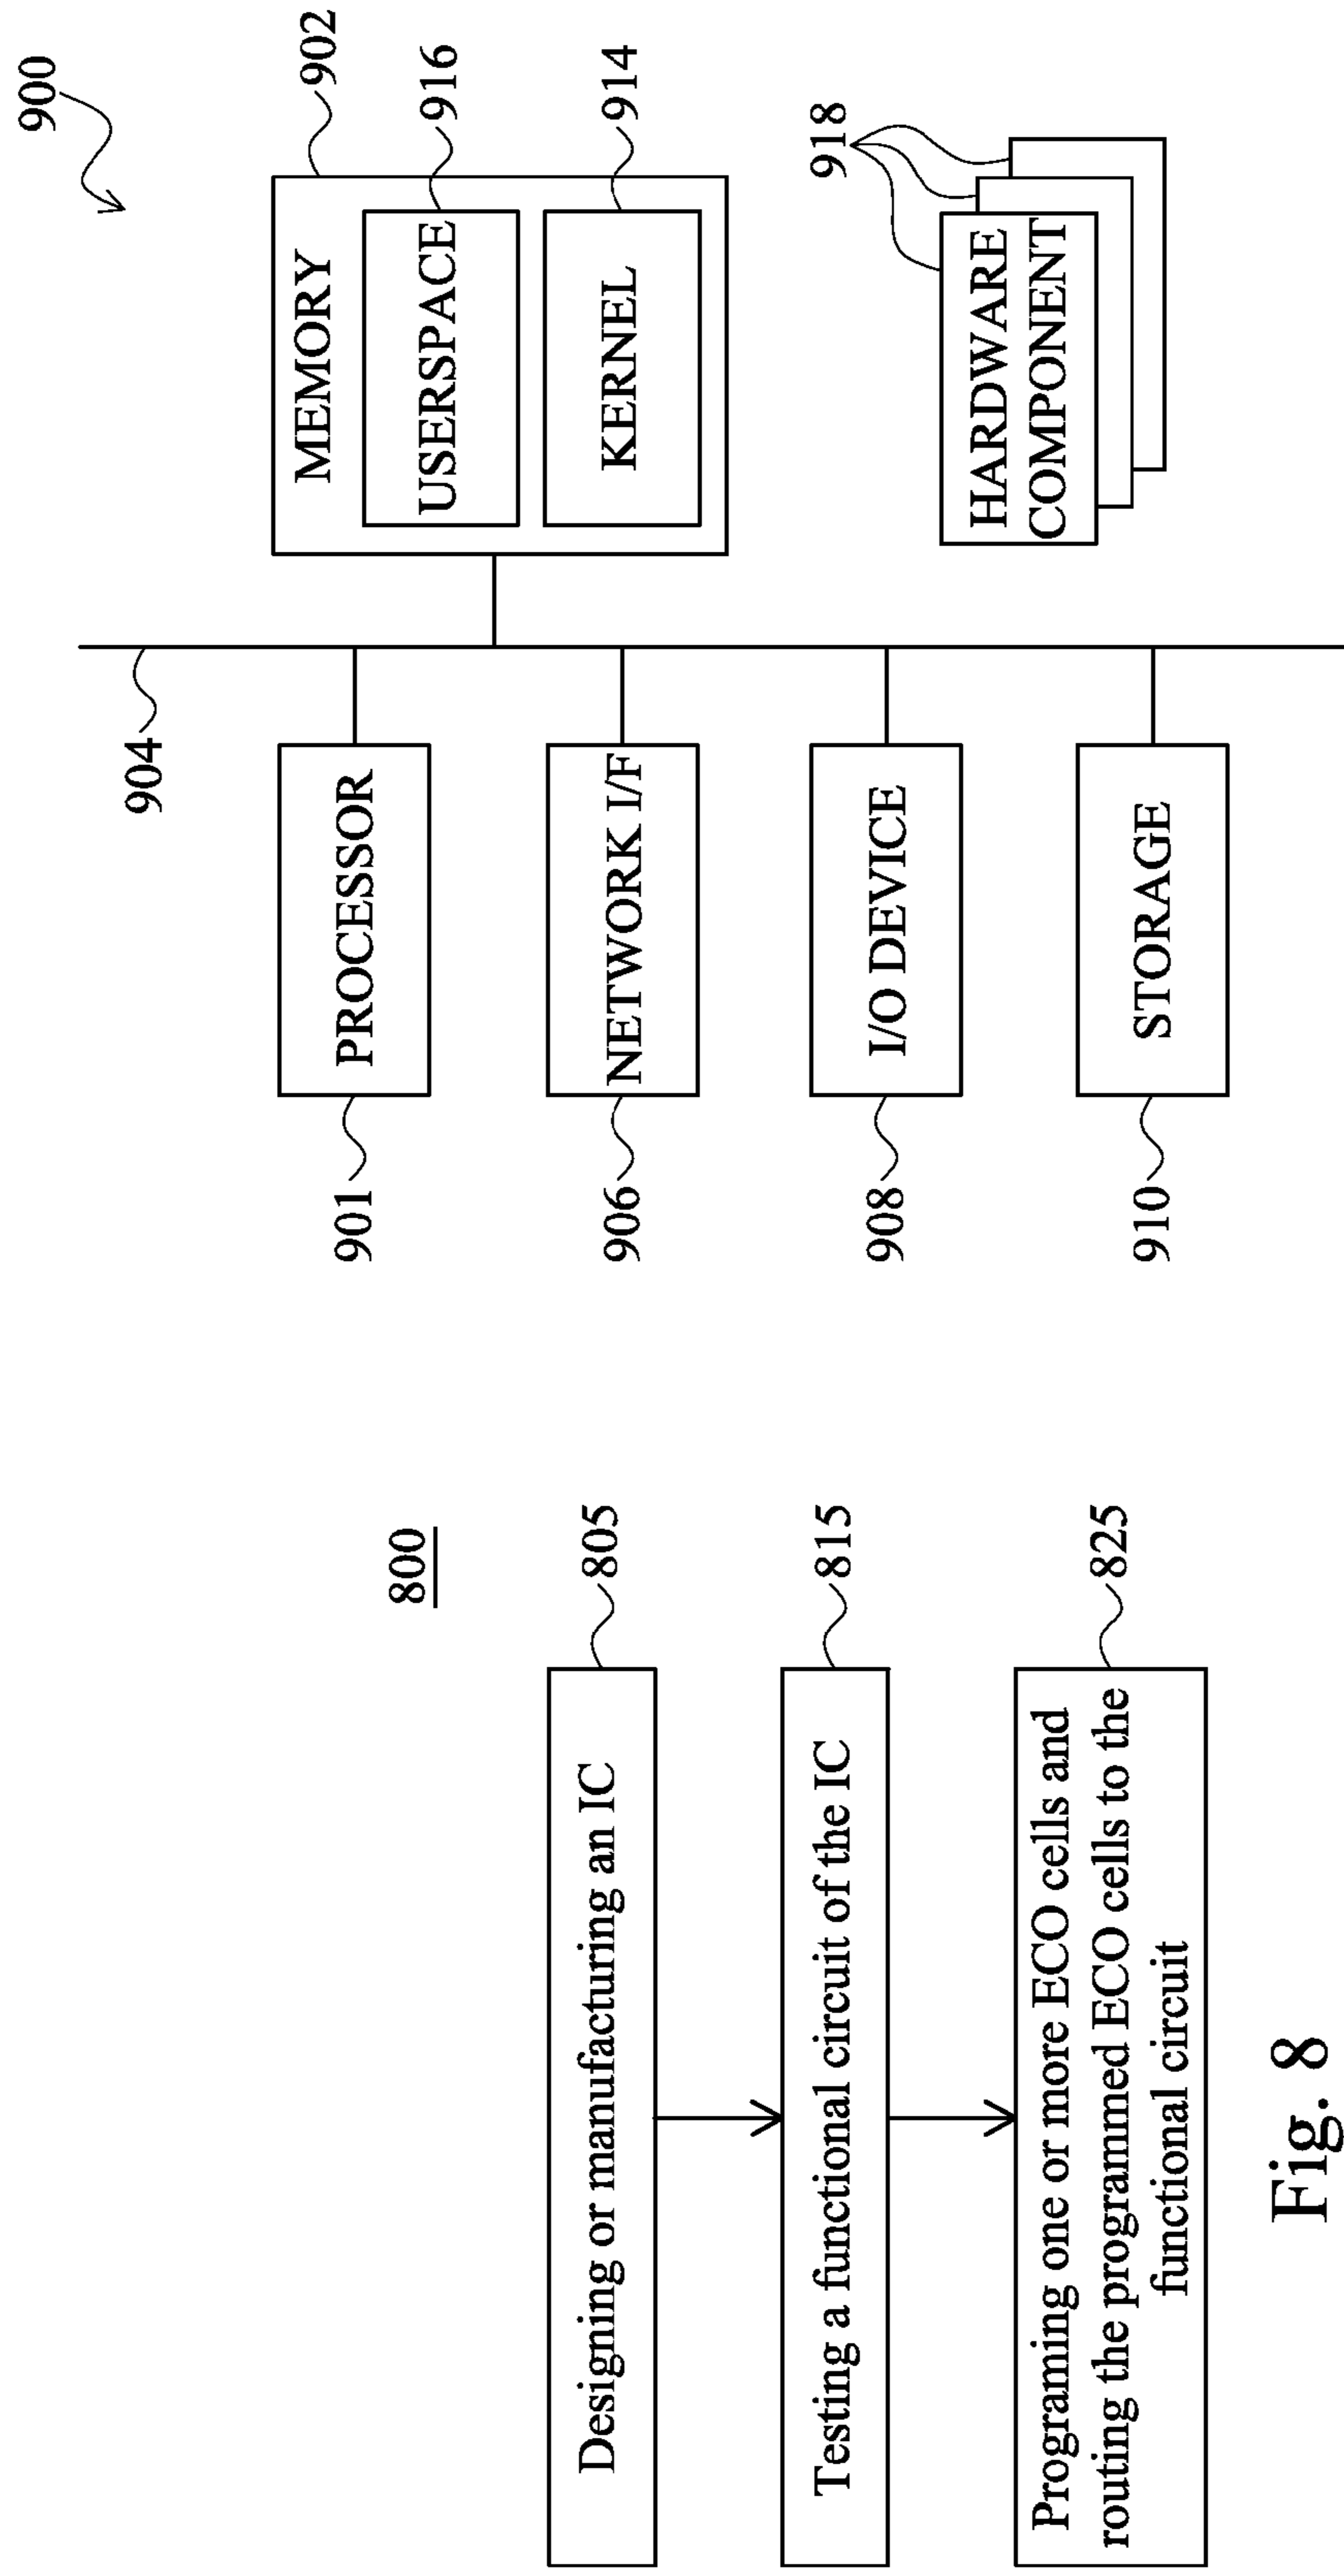 800
Designing or manufacturing an IC
805
Testing a functional circuit of the IC
815
Programing one or more ECO cells and
routing the programmed ECO cells to the
functional circuit
825
Fig. 8
900
904
901
PROCESSOR
906
NETWORK I/F
908
I/O DEVICE
910
STORAGE
MEMORY
902
USERSPACE
916
KERNEL
914
918
HARDWARE
COMPONENT